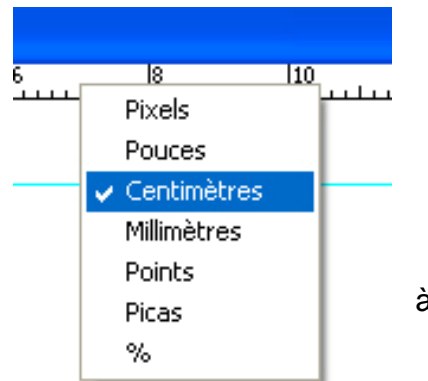 6 8 10
Pixels
Pouces
Centimètres
Millimètres
Points
à
Picas
%